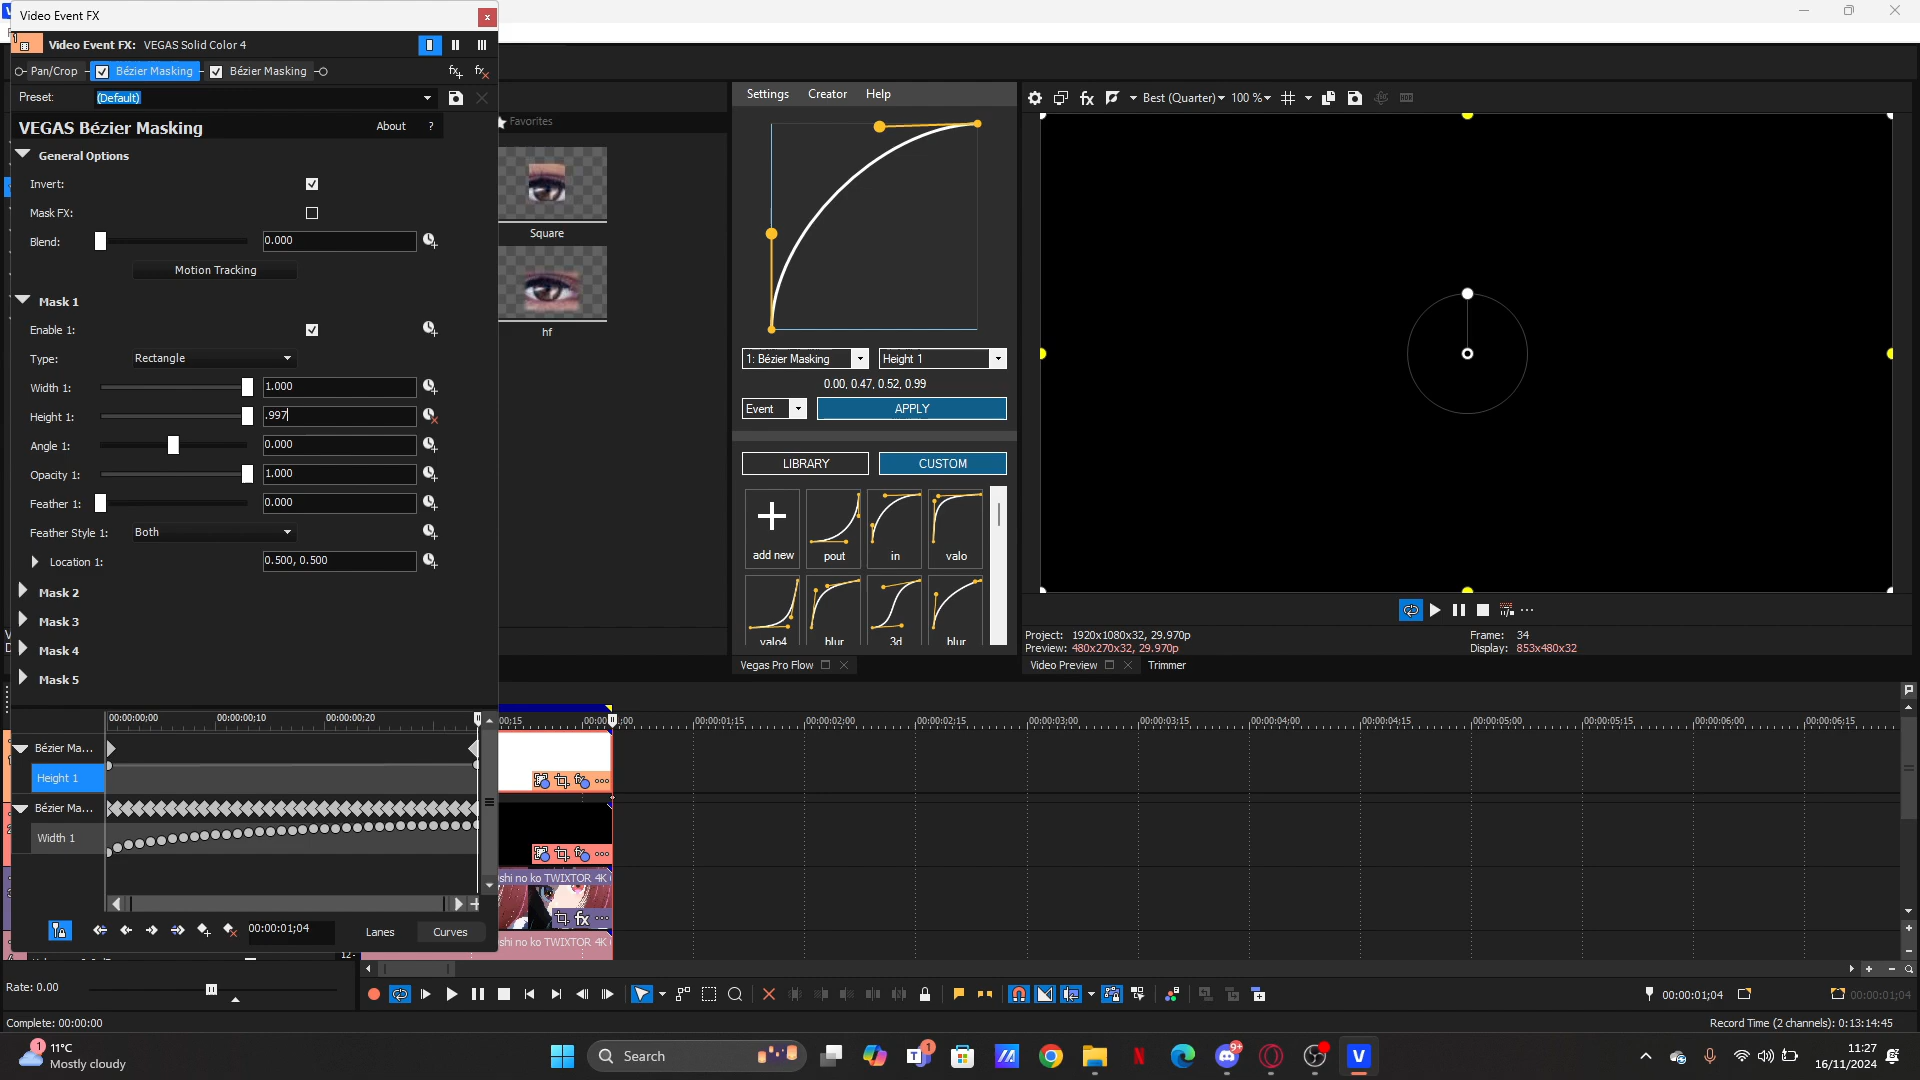 Video Event FX
Video Event FX: VEGAS Solid Color 4
Pan/Crop Bézier Masking Bézier Masking
Preset: (Default)
VEGAS Bézier Masking About ?
General Options
Invert:
Mask FX:
Blend: 0.000
Motion Tracking
Mask 1
Enable 1:
Type: Rectangle
Width 1: 1.000
Height 1: .997
Angle 1: 0.000
Opacity 1: 1.000
Feather 1: 0.000
Feather Style 1: Both
Location 1: 0.500, 0.500
Mask 2
Mask 3
Mask 4
Mask 5
00:00:00;00 00:00:00;10 00:00:00;20
Bézier Ma...
Height 1
Bézier Ma...
Width 1
00:00:01;04 Lanes Curves
Favorites
Square
hf
Settings Creator Help
1: Bézier Masking Height 1
0.00, 0.47, 0.52, 0.99
Event APPLY
LIBRARY CUSTOM
add new pout in valo
valo4 blur 3d blur
Vegas Pro Flow
Best (Quarter) 100 %
Project: 1920x1080x32, 29.970p
Preview: 480x270x32, 29.970p
Frame: 34
Display: 853x480x32
Video Preview Trimmer
00:00:01:15 00:00:02:00 00:00:02:15 00:00:03:00 00:00:03:15 00:00:04:00 00:00:04:15 00:00:05:00 00:00:05:15 00:00:06:00 00:00:06:15
shi no ko TWIXTOR 4K
shi no ko TWIXTOR 4K
Rate: 0.00
00:00:01;04 00:00:01;04
Complete: 00:00:00
Record Time (2 channels): 0:13:14:45
11°C
Mostly cloudy
Search
11:27
16/11/2024